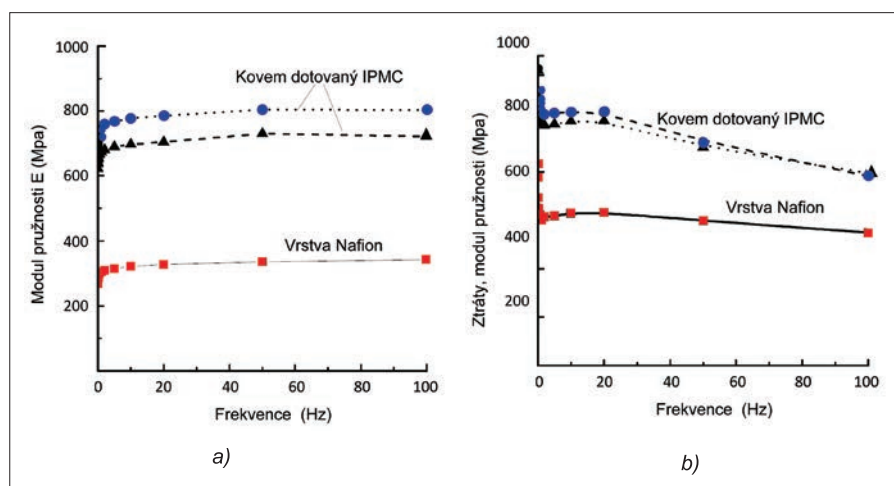 1000
800
600
400
200
0
20
40
60
80
100
Modul pružnosti E (Mpa)
Frekvence (Hz)
Kovem dotovaný IPMC
Vrstva Nafion
a)
1000
800
600
400
200
0
20
40
60
80
100
Ztráty, modul pružnosti (Mpa)
Frekvence (Hz)
Kovem dotovaný IPMC
Vrstva Nafion
b)